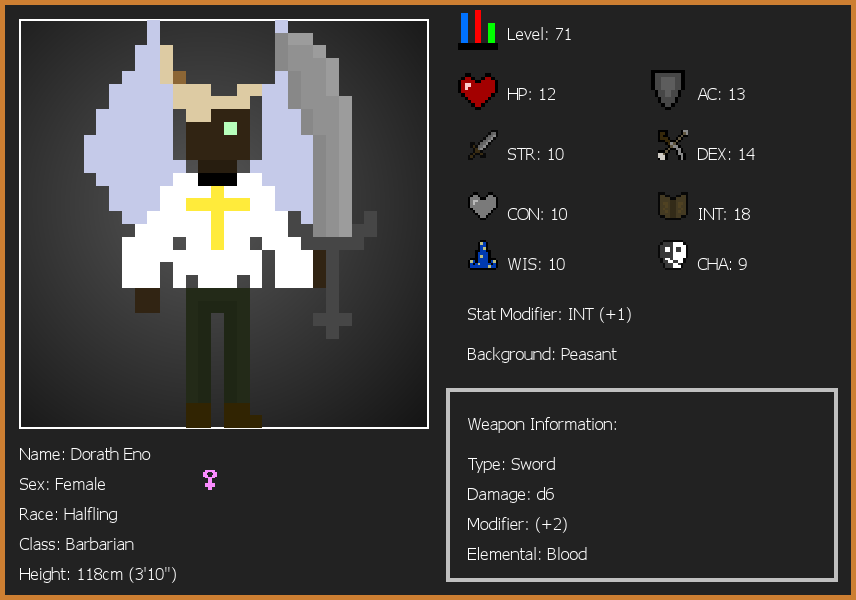 Level: 71
HP: 12
AC: 13
STR: 10
DEX: 14
CON: 10
INT: 18
WIS: 10
CHA: 9
Stat Modifier: INT (+1)
Background: Peasant
Weapon Information:
Type: Sword
Damage: d6
Modifier: (+2)
Elemental: Blood
Name: Dorath Eno
Sex: Female
Race: Halfling
Class: Barbarian
Height: 118cm (3'10")